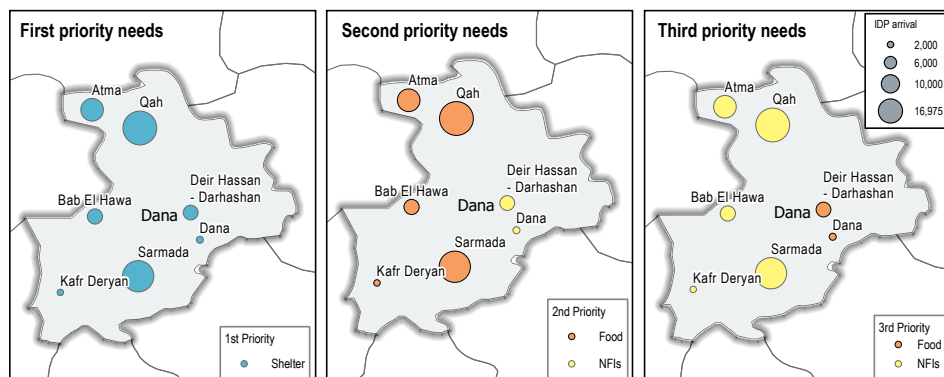 First priority needs
Atma
Qah
Bab El Hawa
Deir Hassan
- Darhashan
Dana
Dana
Sarmada
Kafr Deryan
1st Priority
Shelter
Second priority needs
Atma
Qah
Bab El Hawa
Deir Hassan
- Darhashan
Dana
Dana
Sarmada
Kafr Deryan
2nd Priority
Food
NFIs
Third priority needs
Atma
Qah
Bab El Hawa
Deir Hassan
- Darhashan
Dana
Dana
Sarmada
Kafr Deryan
3rd Priority
Food
NFIs
IDP arrival
2,000
6,000
10,000
16,975